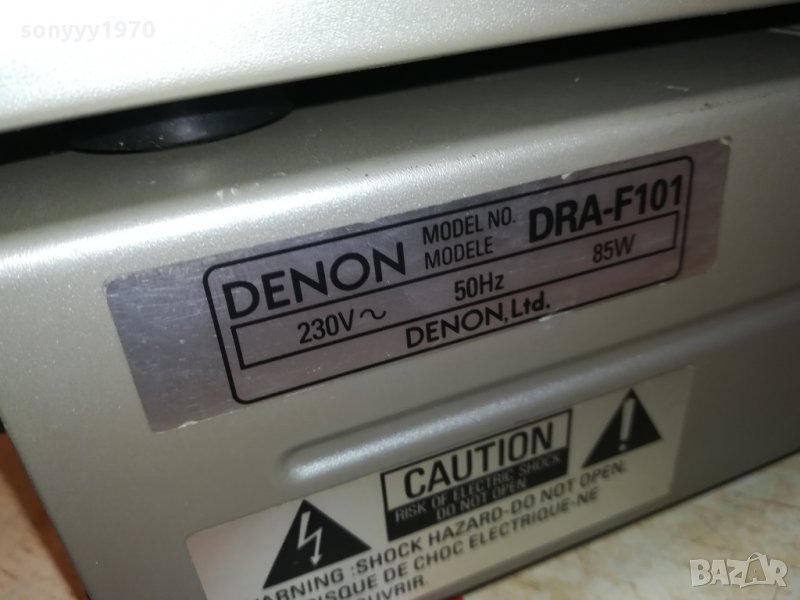 sonyyy1970
DENON
MODEL NO.
MODELE
DRA-F101
230V ~
50Hz
85W
DENON, Ltd.
CAUTION
RISK OF ELECTRIC SHOCK
DO NOT OPEN
WARNING :SHOCK HAZARD-DO NOT OPEN.
RISQUE DE CHOC ELECTRIQUE-NE
OUVRIR.
BAZAR